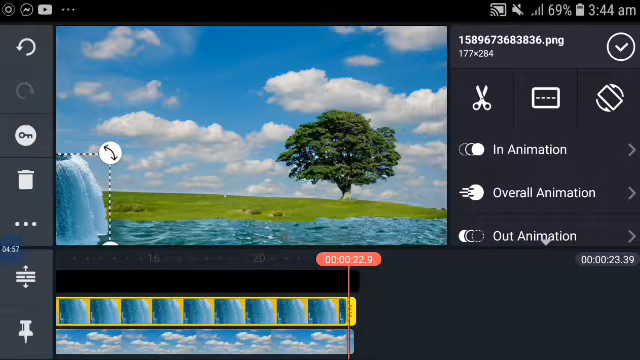 69% 3:44 am
1589673683836.png
177×284
In Animation
Overall Animation
Out Animation
04:57
16
20
00:00:22.9
00:00:23.39